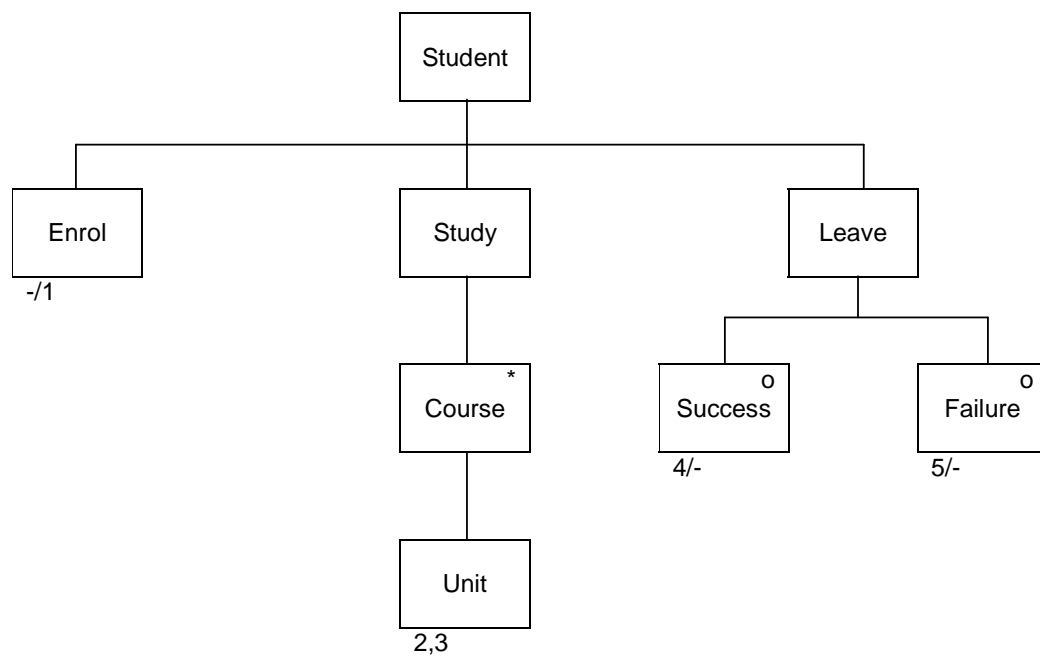 Student
Enrol
Study
Leave
-/1
*
Course
o
Success
o
Failure
4/-
5/-
Unit
2,3